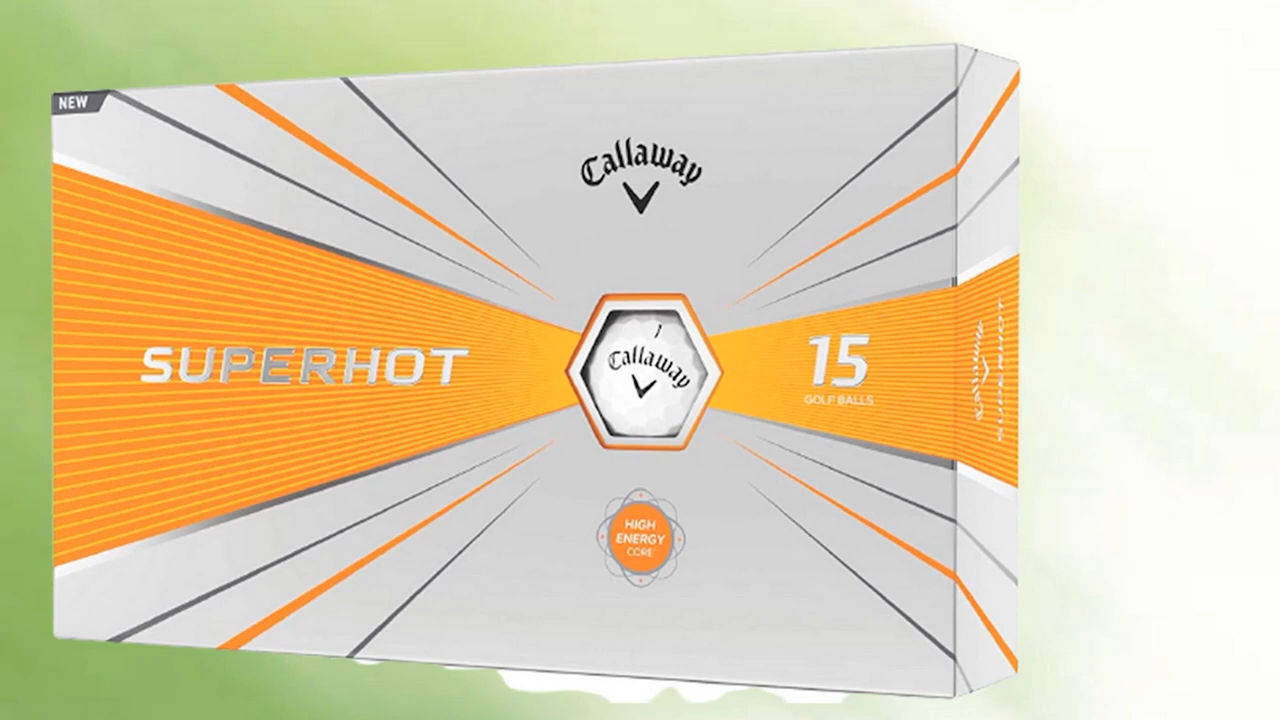 NEW
Callaway
SUPERHOT
1
Callaway
15
GOLF BALLS
HIGH
ENERGY
CORE
Callaway
SUPERHOT